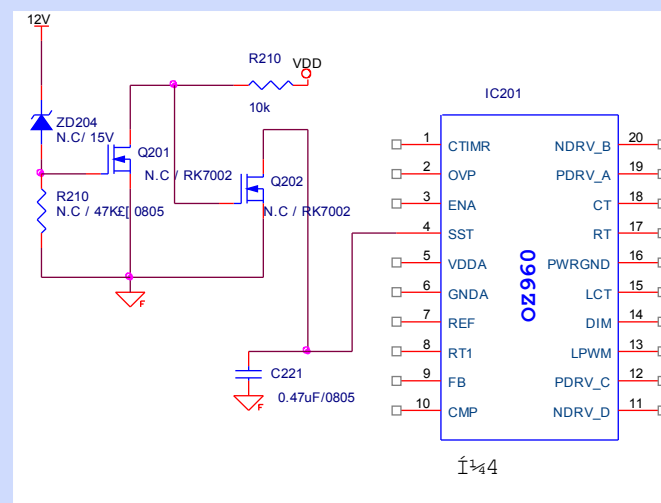 12V
R210
VDD
10k
ZD204
N.C/ 15V
Q201
N.C / RK7002
Q202
N.C / RK7002
R210
N.C / 47K£[ 0805
F
C221
0.47uF/0805
F
IC201
OZ960
1 CTIMR
2 OVP
3 ENA
4 SST
5 VDDA
6 GNDA
7 REF
8 RT1
9 FB
10 CMP
NDRV_B 20
PDRV_A 19
CT 18
RT 17
PWRGND 16
LCT 15
DIM 14
LPWM 13
PDRV_C 12
NDRV_D 11
Í¼4